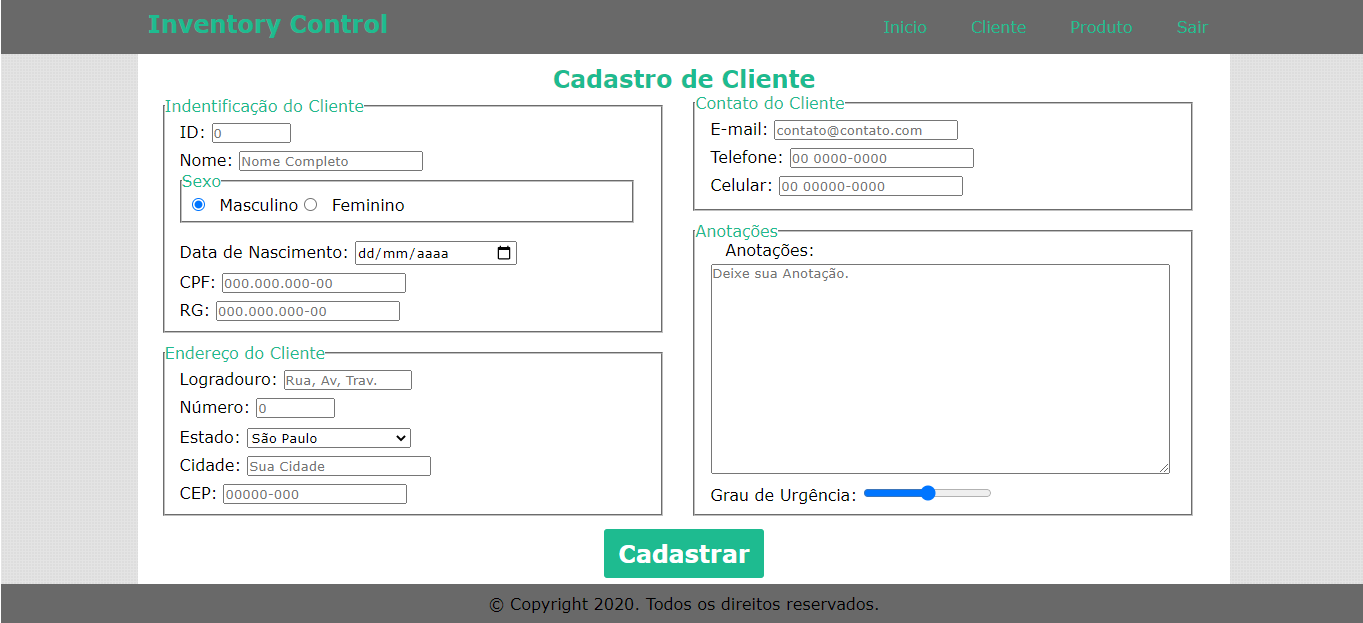 Inventory Control
Inicio Cliente Produto Sair
Cadastro de Cliente
Indentificação do Cliente
ID: 0
Nome: Nome Completo
Sexo
Masculino Feminino
Data de Nascimento: dd/mm/aaaa
CPF: 000.000.000-00
RG: 000.000.000-00
Endereço do Cliente
Logradouro: Rua, Av, Trav.
Número: 0
Estado: São Paulo
Cidade: Sua Cidade
CEP: 00000-000
Contato do Cliente
E-mail: contato@contato.com
Telefone: 00 0000-0000
Celular: 00 00000-0000
Anotações
Anotações:
Deixe sua Anotação.
Grau de Urgência:
Cadastrar
© Copyright 2020. Todos os direitos reservados.